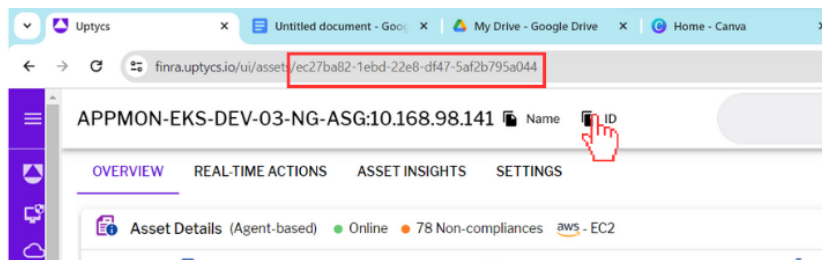 Uptycs
Untitled document - Goog
My Drive - Google Drive
Home - Canva
finra.uptycs.io/ui/assets/ec27ba82-1ebd-22e8-df47-5af2b795a044
APPMON-EKS-DEV-03-NG-ASG:10.168.98.141 Name ID
OVERVIEW REAL-TIME ACTIONS ASSET INSIGHTS SETTINGS
Asset Details (Agent-based) Online 78 Non-compliances aws - EC2